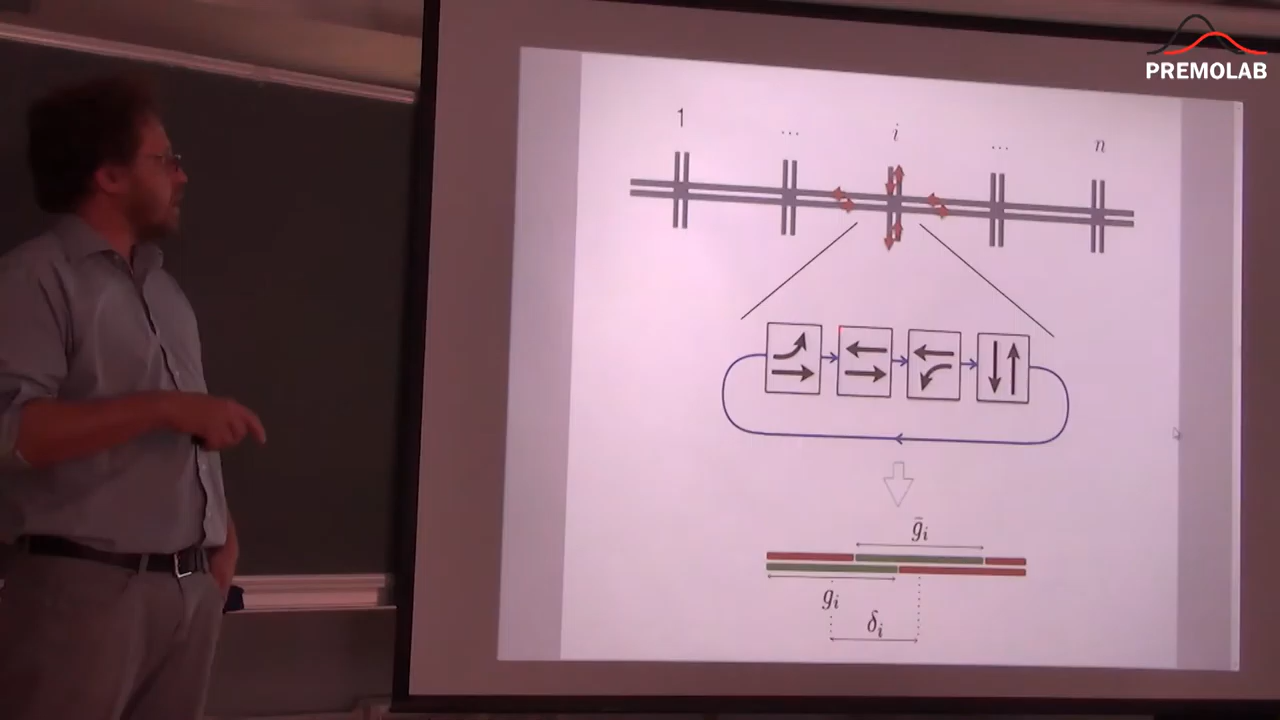 PREMOLAB
1 ... i ... n
ḡᵢ
gᵢ
δᵢ